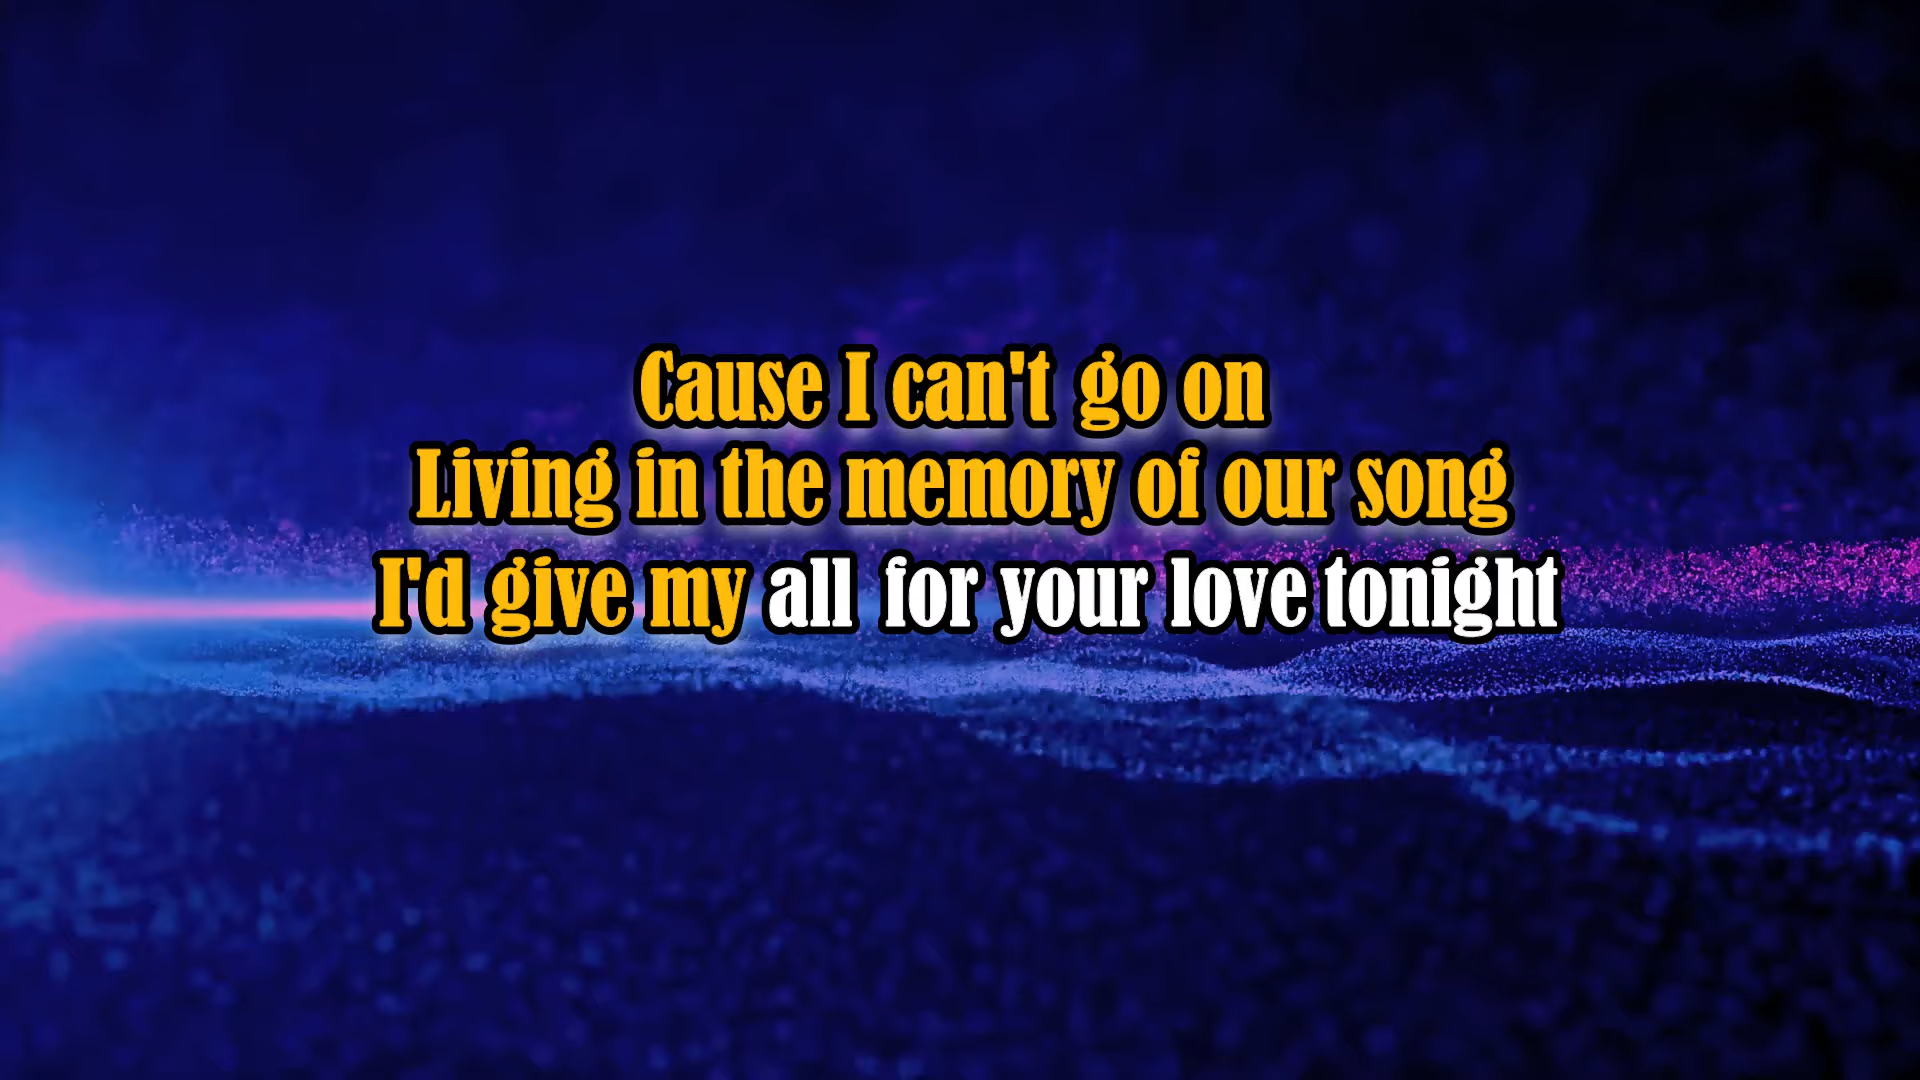 Cause I can't go on
Living in the memory of our song
I'd give my all for your love tonight